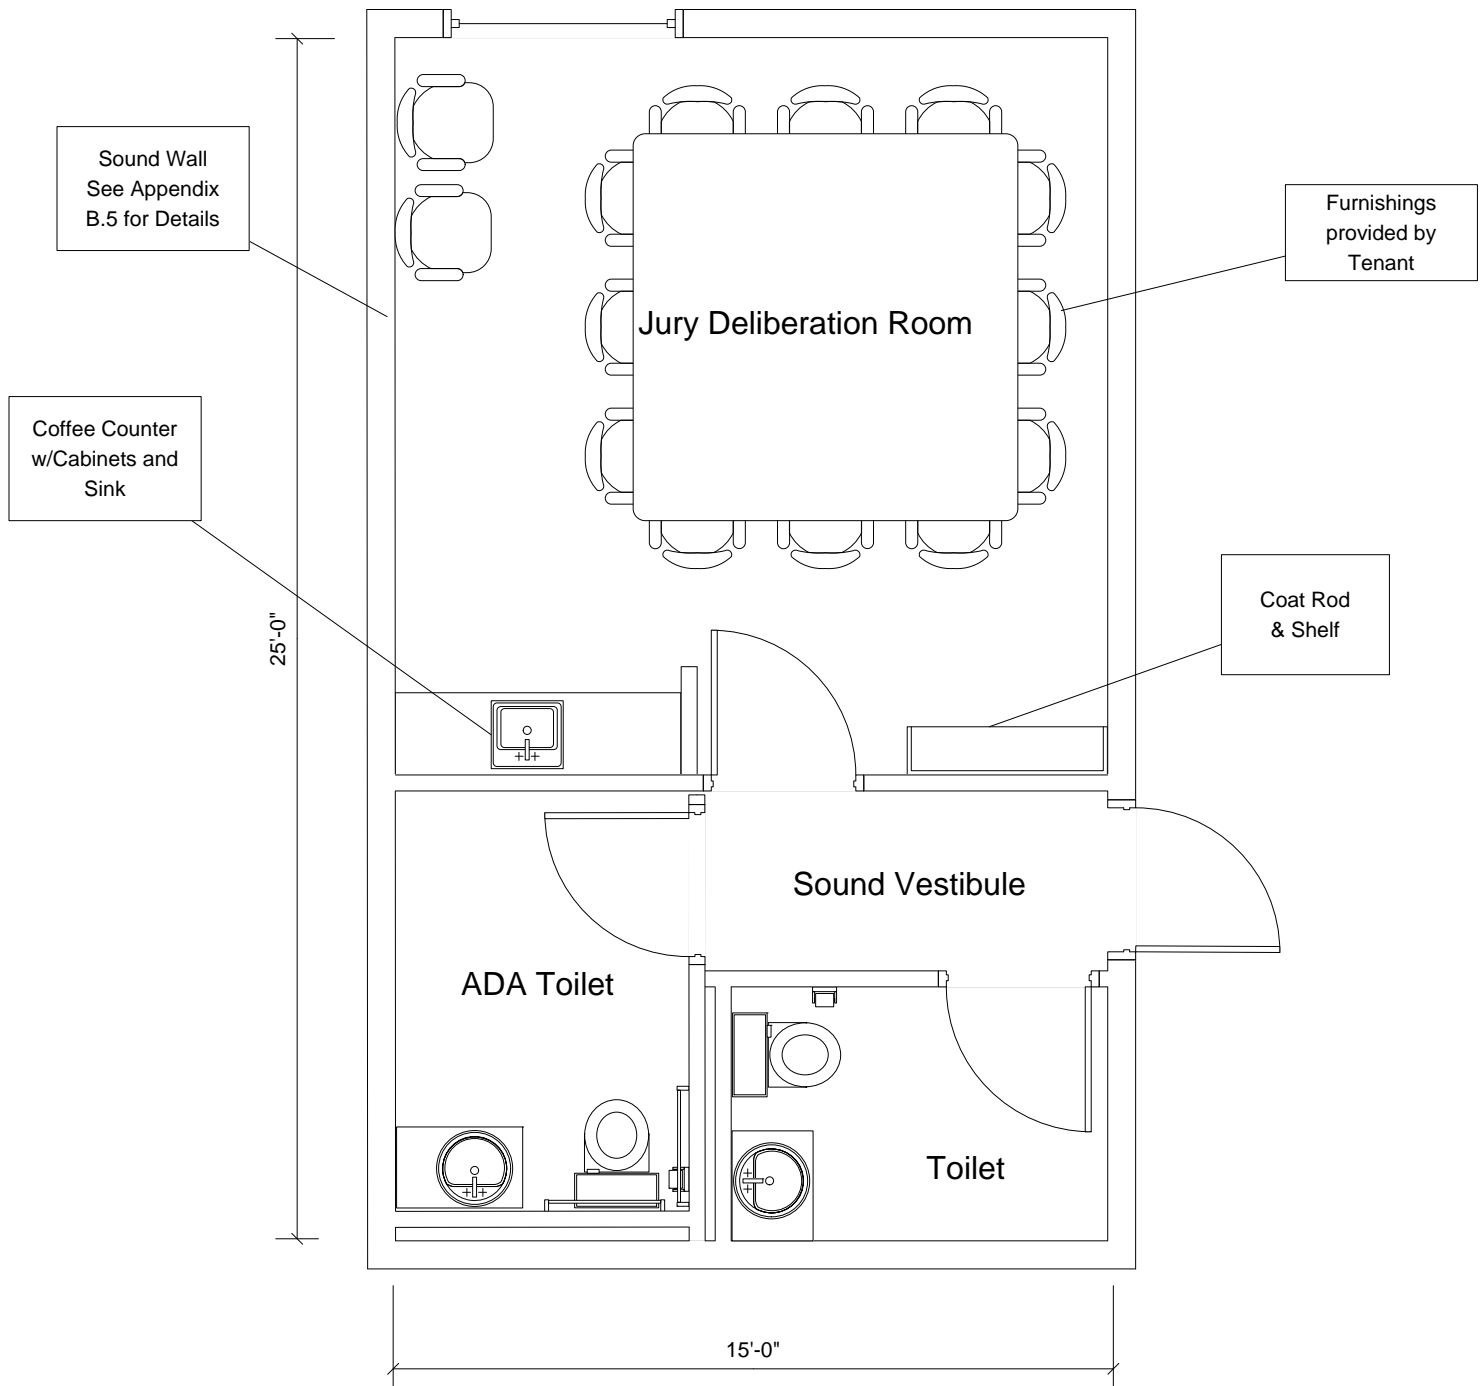 Sound Wall
See Appendix
B.5 for Details
Furnishings
provided by
Tenant
Jury Deliberation Room
Coffee Counter
w/Cabinets and
Sink
25'-0"
Coat Rod
& Shelf
Sound Vestibule
ADA Toilet
Toilet
15'-0"